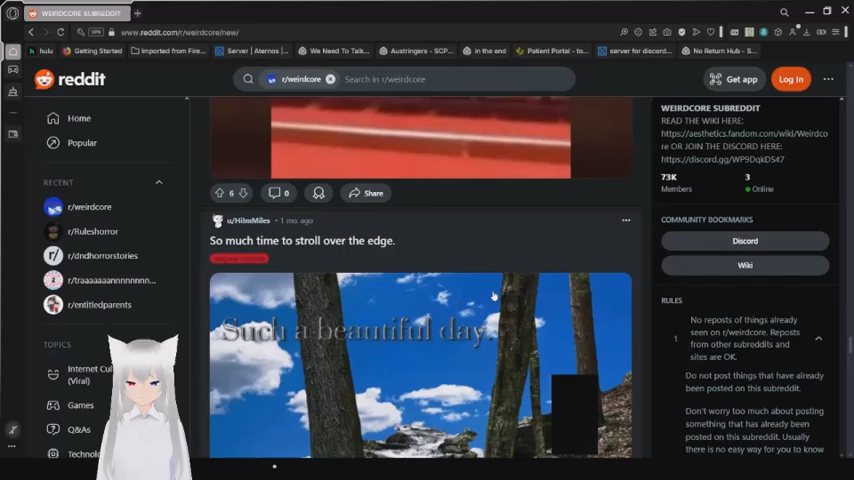 WEIRDCORE SUBREDDIT
VPN
www.reddit.com/r/weirdcore/new/
hulu
Getting Started
Imported from Fire...
Server | Aternos |
We Need To Talk...
Austringers - SCP...
in the end
Patient Portal - to...
server for discord...
No Return Hub - S...
reddit
r/weirdcore
Search in r/weirdcore
Get app
Log In
Home
Popular
RECENT
r/weirdcore
r/Ruleshorror
r/dndhorrorstories
r/traaaaaaannnnnnnn...
r/entitledparents
TOPICS
Internet Cul
(Viral)
Games
Q&As
Technolo
6
0
Share
u/HiImMiles • 1 mo. ago
So much time to stroll over the edge.
Such a beautiful day.
WEIRDCORE SUBREDDIT
READ THE WIKI HERE:
https://aesthetics.fandom.com/wiki/Weirdco
re OR JOIN THE DISCORD HERE:
https://discord.gg/WP9DqkDS47
73K
3
Members
Online
COMMUNITY BOOKMARKS
Discord
Wiki
RULES
1
No reposts of things already
seen on r/weirdcore. Reposts
from other subreddits and
sites are OK.
Do not post things that have already
been posted on this subreddit.
Don't worry too much about posting
something that has already been
posted on this subreddit. Usually
there is no easy way for you to know